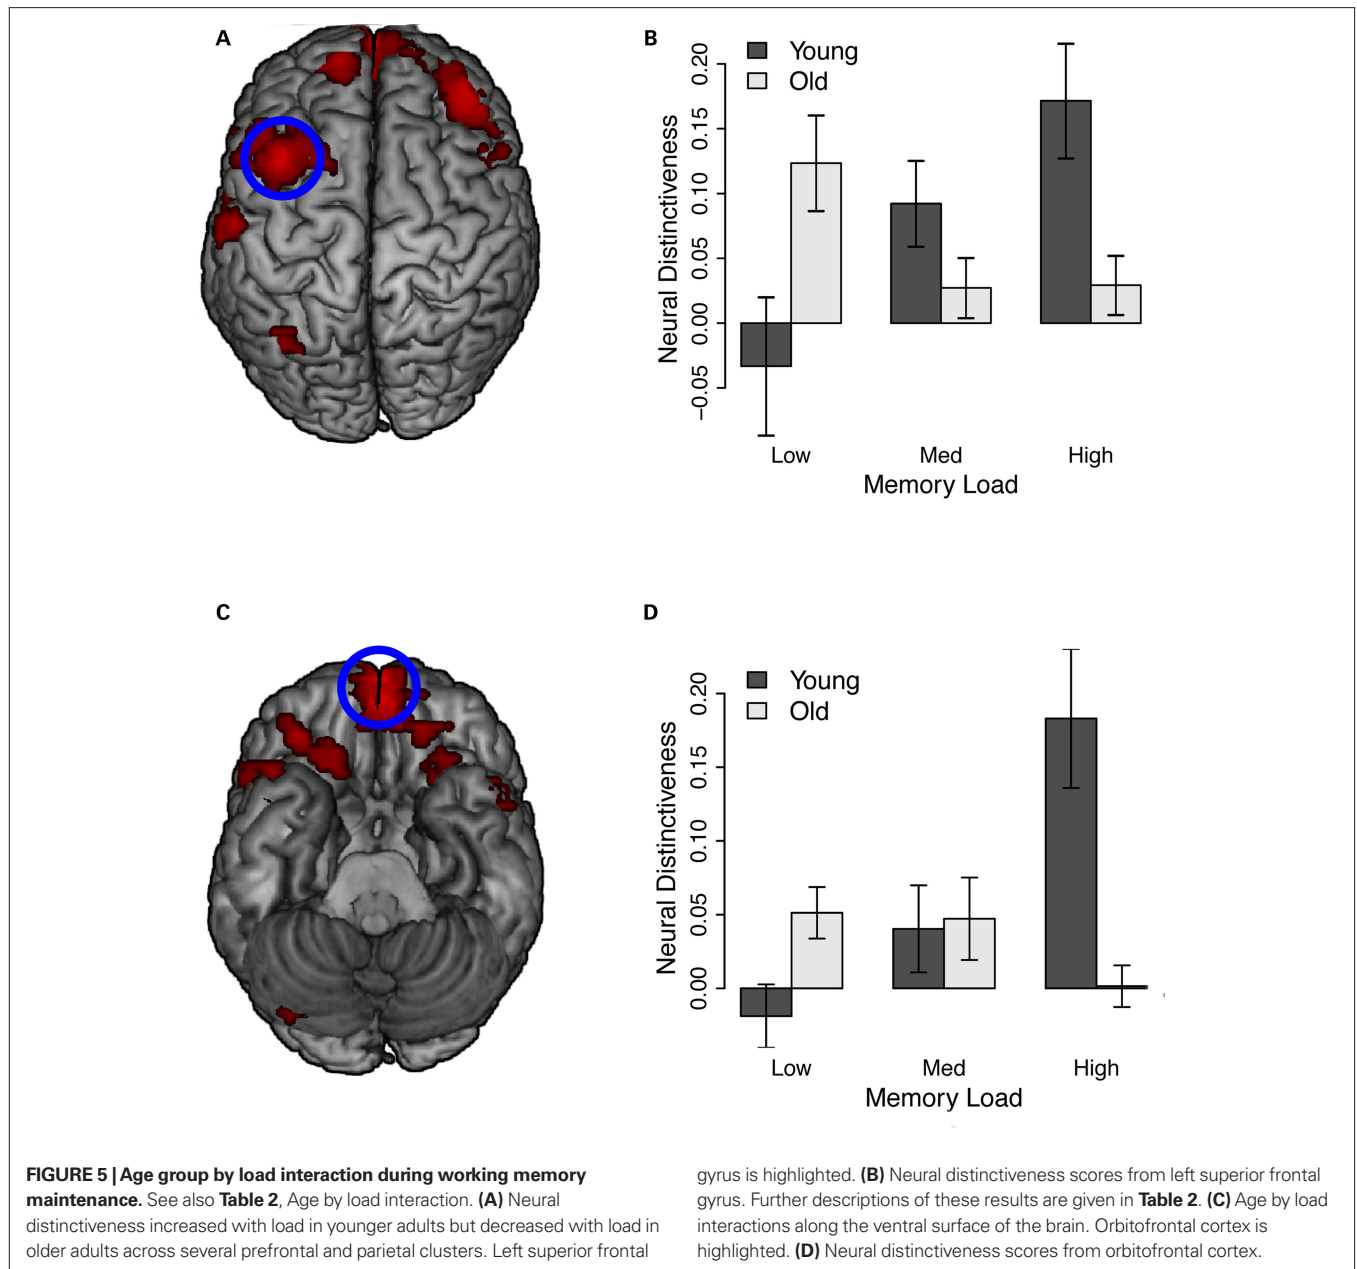 A
B
Young
Old
Neural Distinctiveness
0.20
0.15
0.10
0.05
0.00
−0.05
Low
Med
High
Memory Load
C
D
Young
Old
Neural Distinctiveness
0.20
0.15
0.10
0.05
0.00
Low
Med
High
Memory Load
FIGURE 5 | Age group by load interaction during working memory
maintenance. See also Table 2, Age by load interaction. (A) Neural
distinctiveness increased with load in younger adults but decreased with load in
older adults across several prefrontal and parietal clusters. Left superior frontal
gyrus is highlighted. (B) Neural distinctiveness scores from left superior frontal
gyrus. Further descriptions of these results are given in Table 2. (C) Age by load
interactions along the ventral surface of the brain. Orbitofrontal cortex is
highlighted. (D) Neural distinctiveness scores from orbitofrontal cortex.